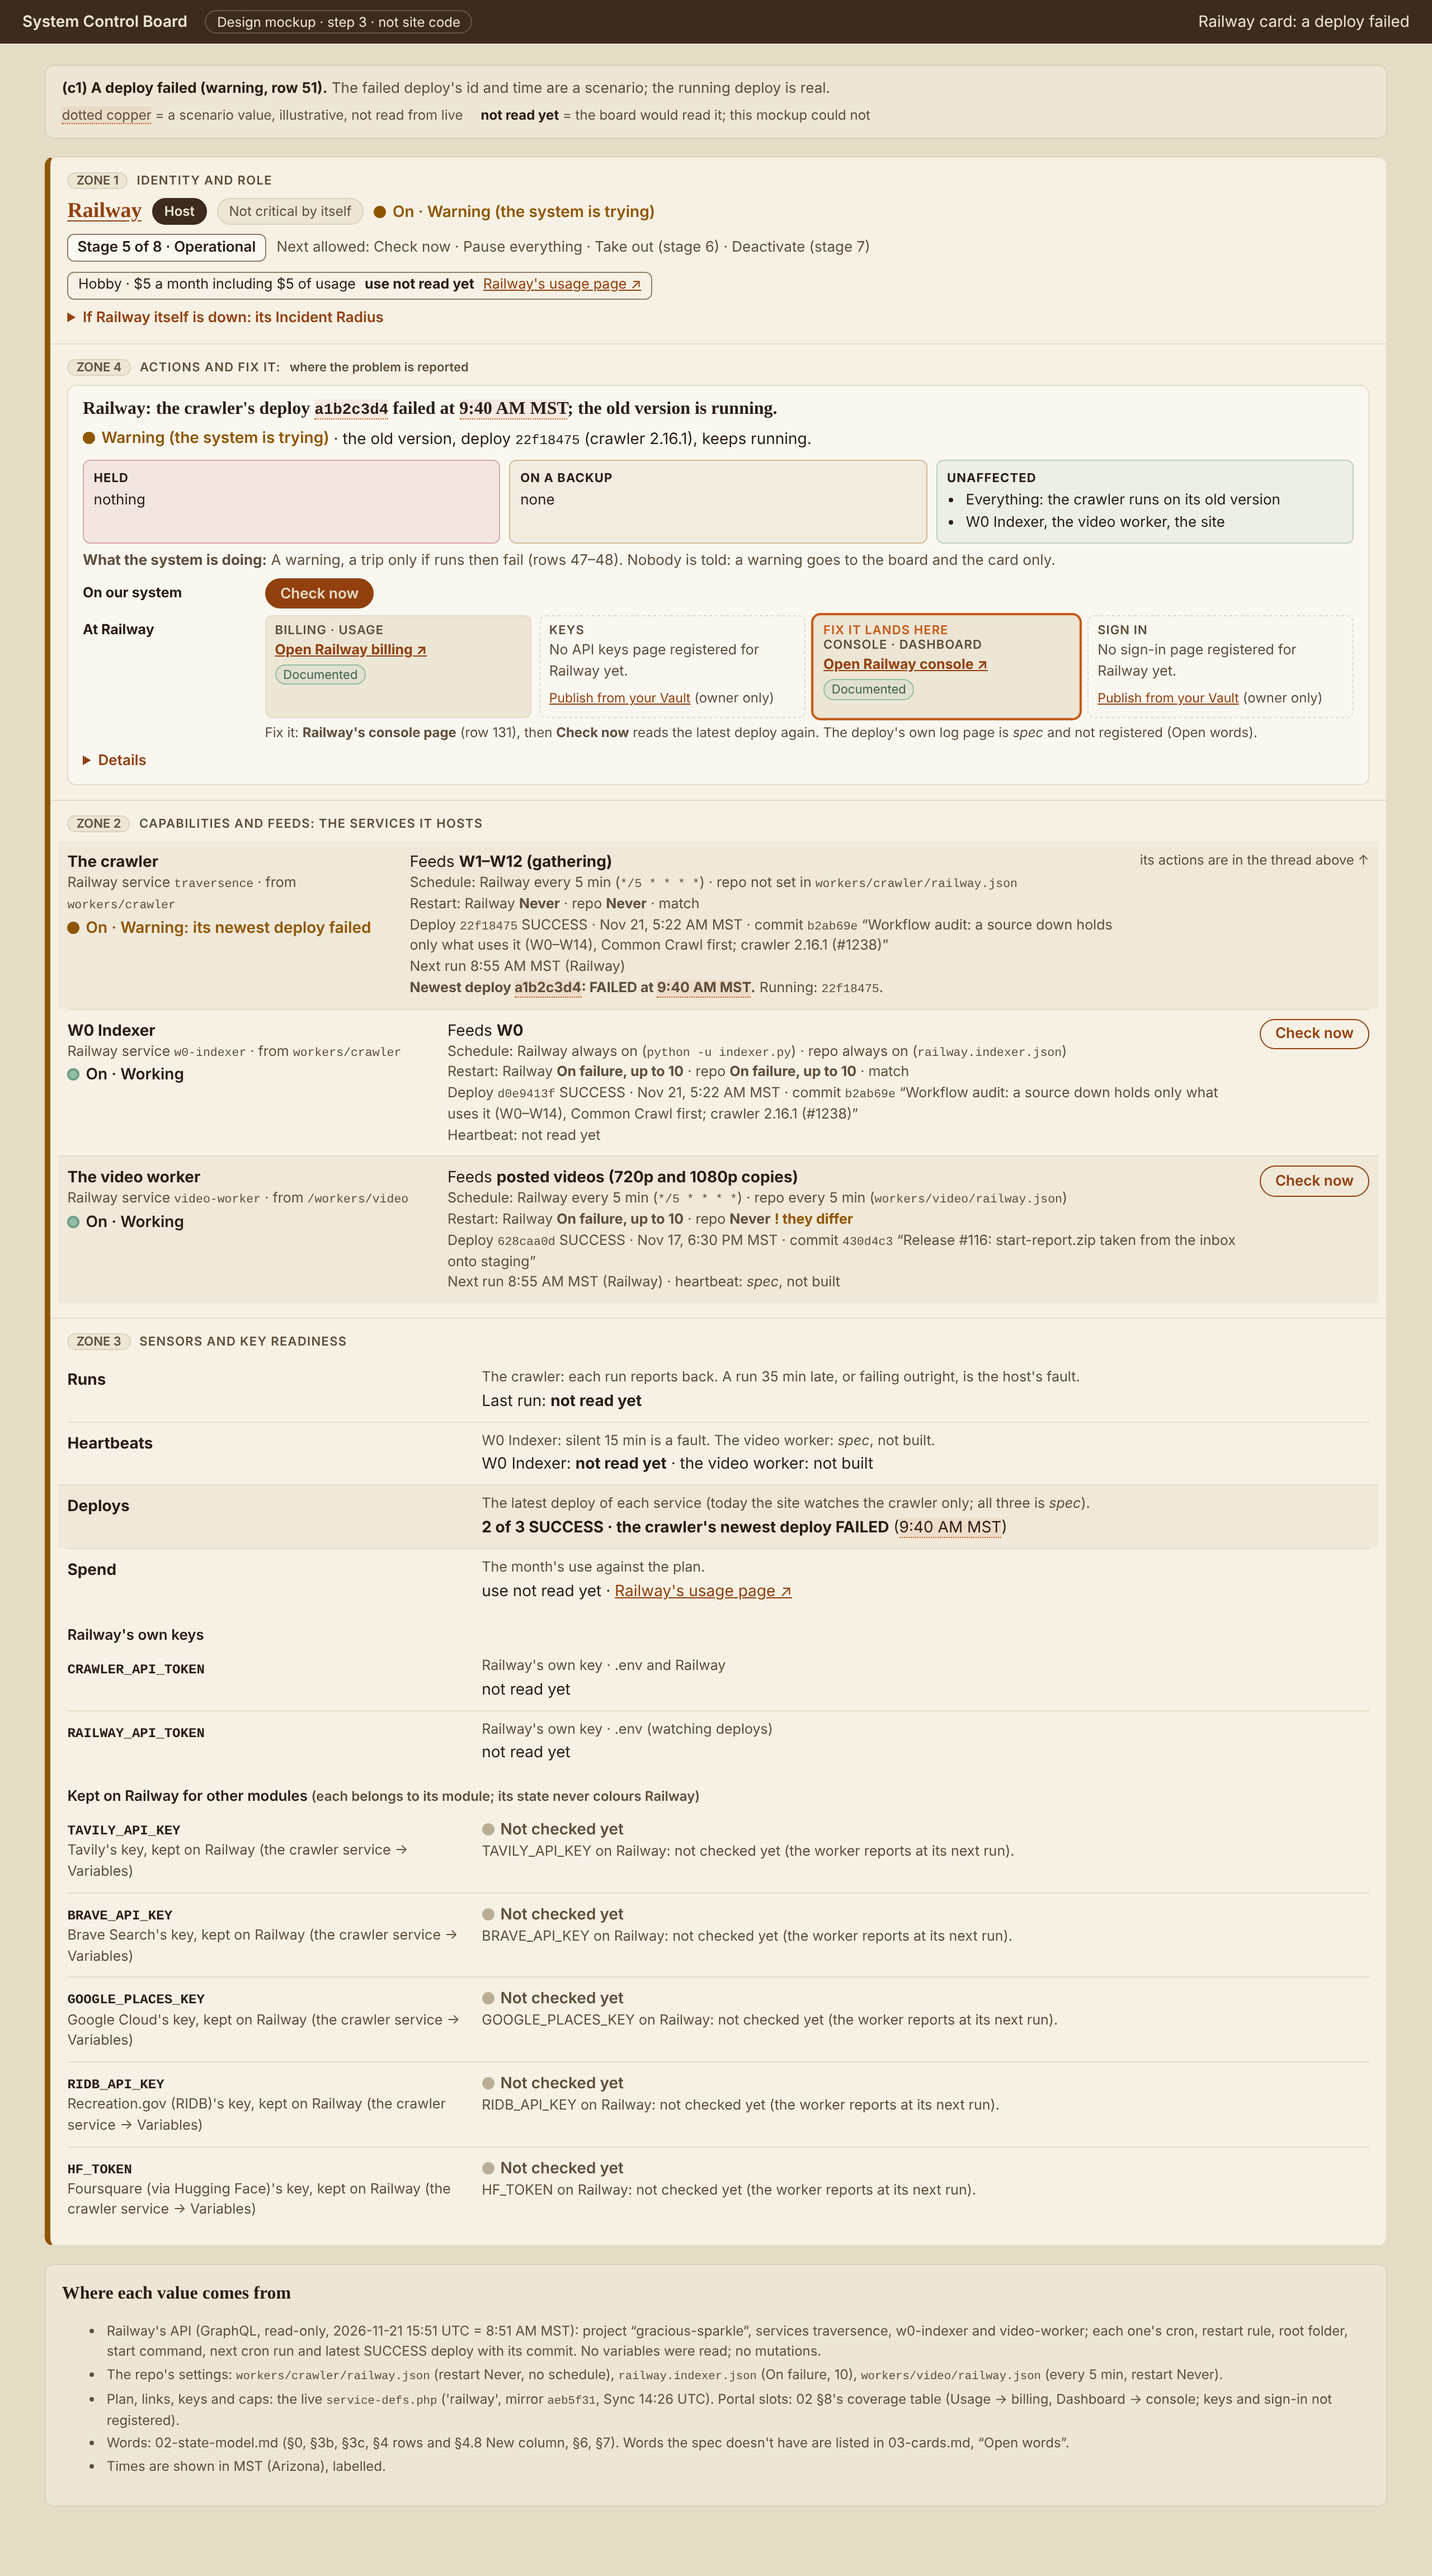 System Control Board
Design mockup · step 3 · not site code
Railway card: a deploy failed
(c1) A deploy failed (warning, row 51). The failed deploy's id and time are a scenario; the running deploy is real.
dotted copper = a scenario value, illustrative, not read from live not read yet = the board would read it; this mockup could not
ZONE 1 IDENTITY AND ROLE
Railway Host Not critical by itself On · Warning (the system is trying)
Stage 5 of 8 · Operational Next allowed: Check now · Pause everything · Take out (stage 6) · Deactivate (stage 7)
Hobby · $5 a month including $5 of usage use not read yet Railway's usage page ↗
▶ If Railway itself is down: its Incident Radius
ZONE 4 ACTIONS AND FIX IT: where the problem is reported
Railway: the crawler's deploy a1b2c3d4 failed at 9:40 AM MST; the old version is running.
Warning (the system is trying) · the old version, deploy 22f18475 (crawler 2.16.1), keeps running.
HELD
nothing
ON A BACKUP
none
UNAFFECTED
• Everything: the crawler runs on its old version
• W0 Indexer, the video worker, the site
What the system is doing: A warning, a trip only if runs then fail (rows 47–48). Nobody is told: a warning goes to the board and the card only.
On our system Check now
At Railway
BILLING · USAGE
Open Railway billing ↗
Documented
KEYS
No API keys page registered for
Railway yet.
Publish from your Vault (owner only)
FIX IT LANDS HERE
CONSOLE · DASHBOARD
Open Railway console ↗
Documented
SIGN IN
No sign-in page registered for
Railway yet.
Publish from your Vault (owner only)
Fix it: Railway's console page (row 131), then Check now reads the latest deploy again. The deploy's own log page is spec and not registered (Open words).
▶ Details
ZONE 2 CAPABILITIES AND FEEDS: THE SERVICES IT HOSTS
The crawler
Railway service traversence · from
workers/crawler
On · Warning: its newest deploy failed
Feeds W1–W12 (gathering)
Schedule: Railway every 5 min (*/5 * * * *) · repo not set in workers/crawler/railway.json
Restart: Railway Never · repo Never · match
Deploy 22f18475 SUCCESS · Nov 21, 5:22 AM MST · commit b2ab69e “Workflow audit: a source down holds
only what uses it (W0–W14), Common Crawl first; crawler 2.16.1 (#1238)”
Next run 8:55 AM MST (Railway)
Newest deploy a1b2c3d4: FAILED at 9:40 AM MST. Running: 22f18475.
its actions are in the thread above ↑
W0 Indexer
Railway service w0-indexer · from workers/crawler
On · Working
Feeds W0
Schedule: Railway always on (python -u indexer.py) · repo always on (railway.indexer.json)
Restart: Railway On failure, up to 10 · repo On failure, up to 10 · match
Deploy d0e9413f SUCCESS · Nov 21, 5:22 AM MST · commit b2ab69e “Workflow audit: a source down holds only what
uses it (W0–W14), Common Crawl first; crawler 2.16.1 (#1238)”
Heartbeat: not read yet
Check now
The video worker
Railway service video-worker · from /workers/video
On · Working
Feeds posted videos (720p and 1080p copies)
Schedule: Railway every 5 min (*/5 * * * *) · repo every 5 min (workers/video/railway.json)
Restart: Railway On failure, up to 10 · repo Never ! they differ
Deploy 628caa0d SUCCESS · Nov 17, 6:30 PM MST · commit 430d4c3 “Release #116: start-report.zip taken from the inbox
onto staging”
Next run 8:55 AM MST (Railway) · heartbeat: spec, not built
Check now
ZONE 3 SENSORS AND KEY READINESS
Runs
The crawler: each run reports back. A run 35 min late, or failing outright, is the host's fault.
Last run: not read yet
Heartbeats
W0 Indexer: silent 15 min is a fault. The video worker: spec, not built.
W0 Indexer: not read yet · the video worker: not built
Deploys
The latest deploy of each service (today the site watches the crawler only; all three is spec).
2 of 3 SUCCESS · the crawler's newest deploy FAILED (9:40 AM MST)
Spend
The month's use against the plan.
use not read yet · Railway's usage page ↗
Railway's own keys
CRAWLER_API_TOKEN
Railway's own key · .env and Railway
not read yet
RAILWAY_API_TOKEN
Railway's own key · .env (watching deploys)
not read yet
Kept on Railway for other modules (each belongs to its module; its state never colours Railway)
TAVILY_API_KEY
Tavily's key, kept on Railway (the crawler service →
Variables)
Not checked yet
TAVILY_API_KEY on Railway: not checked yet (the worker reports at its next run).
BRAVE_API_KEY
Brave Search's key, kept on Railway (the crawler service →
Variables)
Not checked yet
BRAVE_API_KEY on Railway: not checked yet (the worker reports at its next run).
GOOGLE_PLACES_KEY
Google Cloud's key, kept on Railway (the crawler service →
Variables)
Not checked yet
GOOGLE_PLACES_KEY on Railway: not checked yet (the worker reports at its next run).
RIDB_API_KEY
Recreation.gov (RIDB)'s key, kept on Railway (the crawler
service → Variables)
Not checked yet
RIDB_API_KEY on Railway: not checked yet (the worker reports at its next run).
HF_TOKEN
Foursquare (via Hugging Face)'s key, kept on Railway (the
crawler service → Variables)
Not checked yet
HF_TOKEN on Railway: not checked yet (the worker reports at its next run).
Where each value comes from
• Railway's API (GraphQL, read-only, 2026-11-21 15:51 UTC = 8:51 AM MST): project “gracious-sparkle”, services traversence, w0-indexer and video-worker; each one's cron, restart rule, root folder,
start command, next cron run and latest SUCCESS deploy with its commit. No variables were read; no mutations.
• The repo's settings: workers/crawler/railway.json (restart Never, no schedule), railway.indexer.json (On failure, 10), workers/video/railway.json (every 5 min, restart Never).
• Plan, links, keys and caps: the live service-defs.php ('railway', mirror aeb5f31, Sync 14:26 UTC). Portal slots: 02 §8's coverage table (Usage → billing, Dashboard → console; keys and sign-in not
registered).
• Words: 02-state-model.md (§0, §3b, §3c, §4 rows and §4.8 New column, §6, §7). Words the spec doesn't have are listed in 03-cards.md, “Open words”.
• Times are shown in MST (Arizona), labelled.